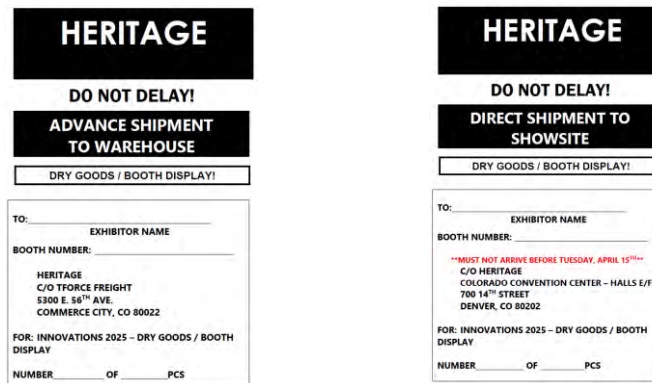 HERITAGE
DO NOT DELAY!
ADVANCE SHIPMENT
TO WAREHOUSE
DRY GOODS / BOOTH DISPLAY!
TO:
EXHIBITOR NAME
BOOTH NUMBER:
HERITAGE
C/O TFORCE FREIGHT
5300 E. 56TH AVE.
COMMERCE CITY, CO 80022
FOR: INNOVATIONS 2025 – DRY GOODS / BOOTH
DISPLAY
NUMBER__________ OF __________PCS
HERITAGE
DO NOT DELAY!
DIRECT SHIPMENT TO
SHOWSITE
DRY GOODS / BOOTH DISPLAY!
TO:
EXHIBITOR NAME
BOOTH NUMBER:
**MUST NOT ARRIVE BEFORE TUESDAY, APRIL 15TH**
C/O HERITAGE
COLORADO CONVENTION CENTER – HALLS E/F
700 14TH STREET
DENVER, CO 80202
FOR: INNOVATIONS 2025 – DRY GOODS / BOOTH
DISPLAY
NUMBER__________ OF __________PCS